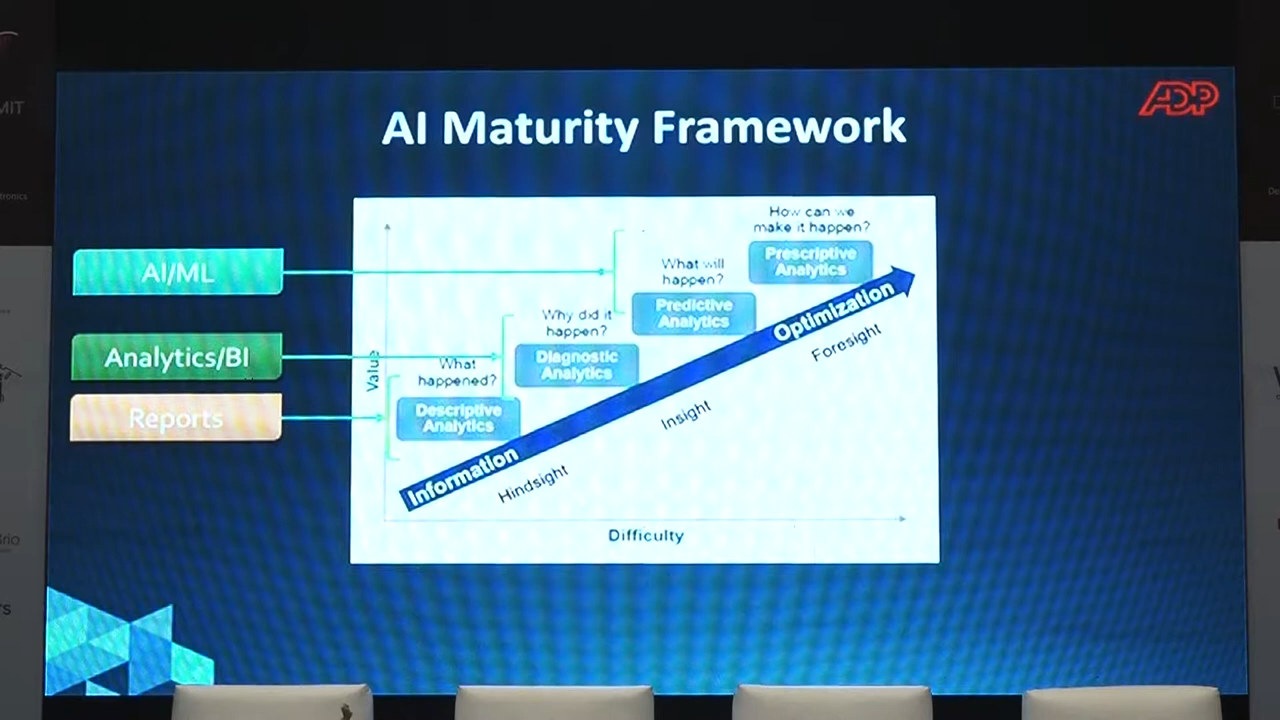 AI Maturity Framework
ADP
MIT
tronics
AI/ML
Analytics/BI
Reports
How can we
make it happen?
Prescriptive
Analytics
What will
happen?
Predictive
Analytics
Why did it
happen?
Diagnostic
Analytics
What
happened?
Descriptive
Analytics
Value
Information
Optimization
Hindsight
Insight
Foresight
Difficulty